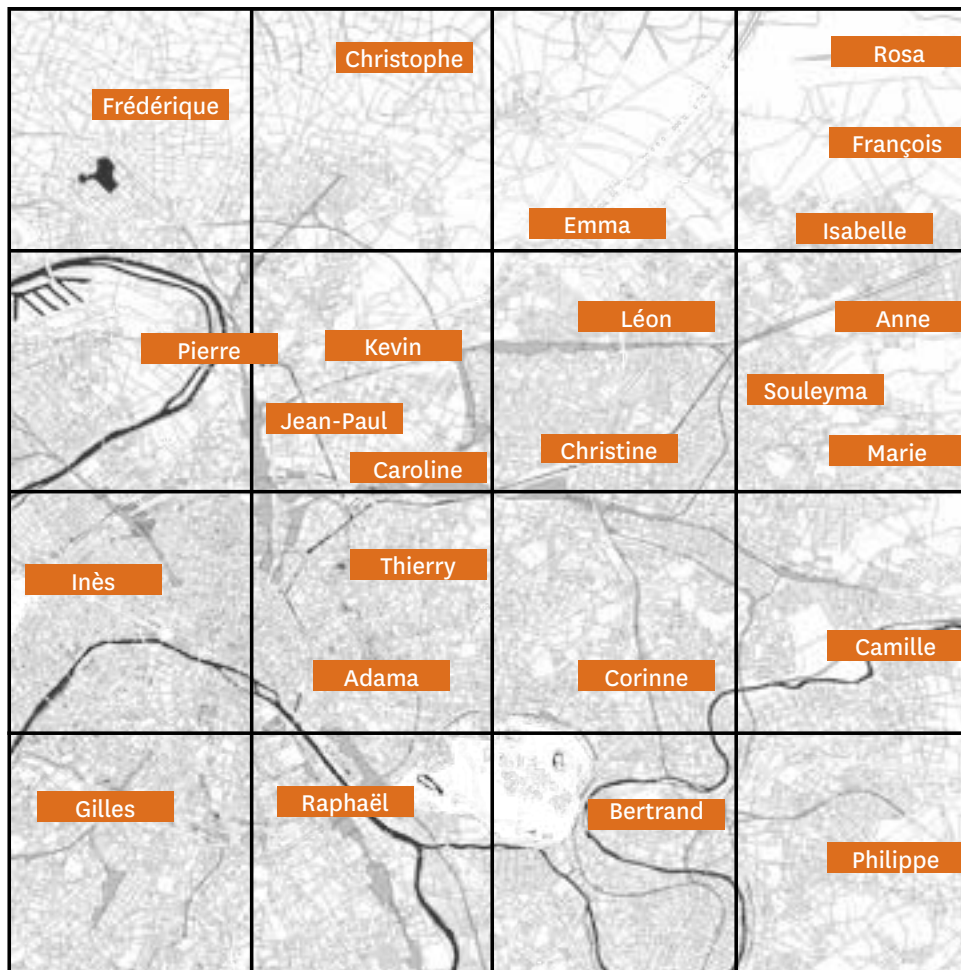 Rosa
Christophe
Frédérique
François
Emma
Isabelle
Léon
Anne
Pierre
Kevin
Souleyma
Jean-Paul
Christine
Marie
Caroline
Thierry
Inès
Camille
Adama
Corinne
Raphaël
Gilles
Bertrand
Philippe